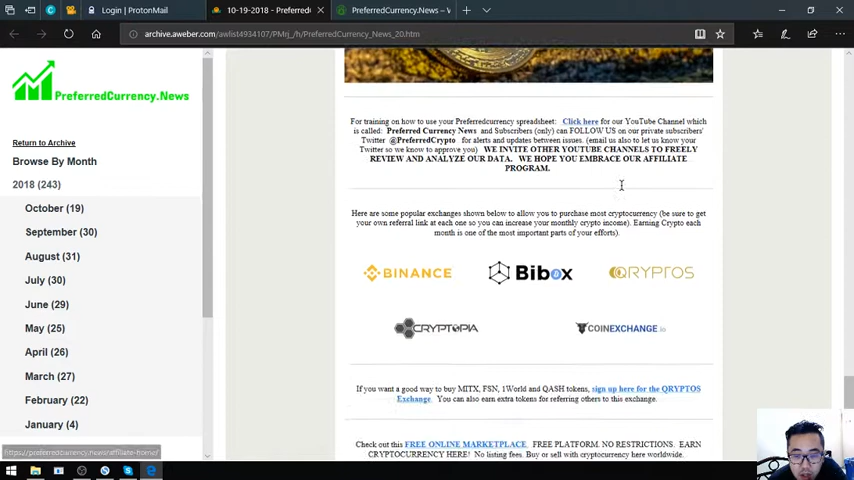 Login | ProtonMail
10-19-2018 - Preferred
PreferredCurrency.News – W
archive.aweber.com/awlist4934107/PMrj_/h/PreferredCurrency_News_20.htm
PreferredCurrency.News
Return to Archive
Browse By Month
2018 (243)
October (19)
September (30)
August (31)
July (30)
June (29)
May (25)
April (26)
March (27)
February (22)
January (4)
https://preferredcurrency.news/affiliate-home/
For training on how to use your Preferredcurrency spreadsheet: Click here for our YouTube Channel which
is called: Preferred Currency News and Subscribers (only) can FOLLOW US on our private subscribers'
Twitter @PreferredCrypto for alerts and updates between issues. (email us also to let us know your
Twitter so we know to approve you) WE INVITE OTHER YOUTUBE CHANNELS TO FREELY
REVIEW AND ANALYZE OUR DATA. WE HOPE YOU EMBRACE OUR AFFILIATE
PROGRAM.
Here are some popular exchanges shown below to allow you to purchase most cryptocurrency (be sure to get
your own referral link at each one so you can increase your monthly crypto income). Earning Crypto each
month is one of the most important parts of your efforts).
BINANCE
Bibox
QRYPTOS
CRYPTOPIA
COINEXCHANGE.io
If you want a good way to buy MITX, FSN, 1World and QASH tokens, sign up here for the QRYPTOS
Exchange. You can also earn extra tokens for referring others to this exchange.
Check out this FREE ONLINE MARKETPLACE. FREE PLATFORM. NO RESTRICTIONS. EARN
CRYPTOCURRENCY HERE! No listing fees. Buy or sell with cryptocurrency here worldwide.